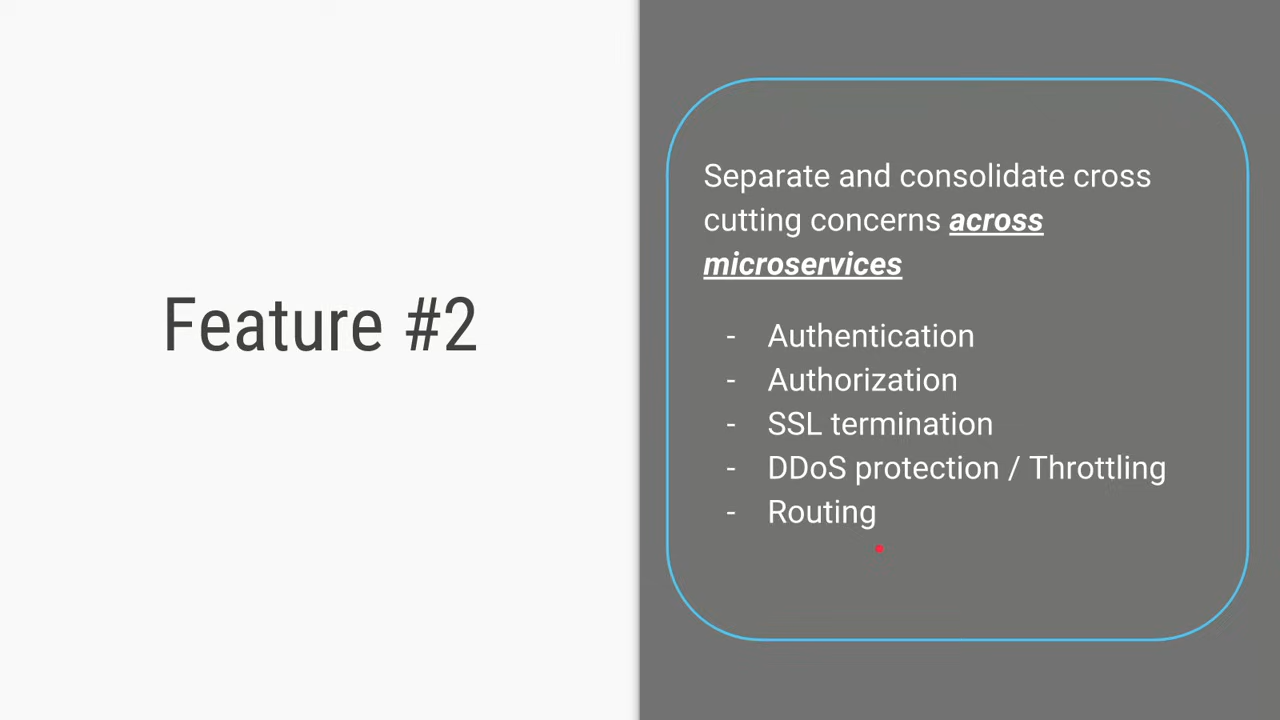 Feature #2
Separate and consolidate cross
cutting concerns across
microservices
- Authentication
- Authorization
- SSL termination
- DDoS protection / Throttling
- Routing